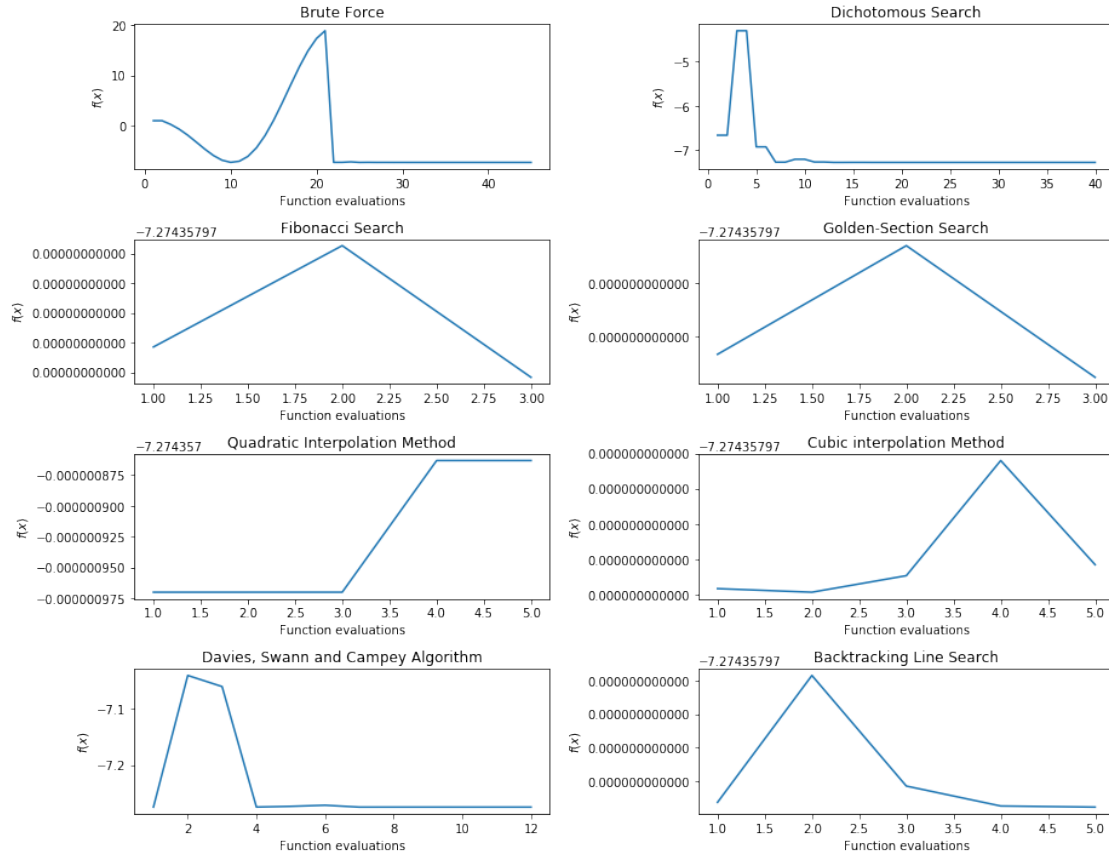 Brute Force
20
10
0
f(x)
0 10 20 30 40
Function evaluations
Dichotomous Search
−5
−6
−7
f(x)
0 5 10 15 20 25 30 35 40
Function evaluations
−7.27435797
Fibonacci Search
0.00000000000
0.00000000000
0.00000000000
0.00000000000
0.00000000000
f(x)
1.00 1.25 1.50 1.75 2.00 2.25 2.50 2.75 3.00
Function evaluations
−7.27435797
Golden-Section Search
0.000000000000
0.000000000000
f(x)
1.00 1.25 1.50 1.75 2.00 2.25 2.50 2.75 3.00
Function evaluations
−7.274357
Quadratic Interpolation Method
−0.000000875
−0.000000900
−0.000000925
−0.000000950
−0.000000975
f(x)
1.0 1.5 2.0 2.5 3.0 3.5 4.0 4.5 5.0
Function evaluations
−7.27435797
Cubic interpolation Method
0.000000000000
0.000000000000
0.000000000000
0.000000000000
0.000000000000
f(x)
1.0 1.5 2.0 2.5 3.0 3.5 4.0 4.5 5.0
Function evaluations
Davies, Swann and Campey Algorithm
−7.1
−7.2
f(x)
2 4 6 8 10 12
Function evaluations
−7.27435797
Backtracking Line Search
0.000000000000
0.000000000000
0.000000000000
0.000000000000
f(x)
1.0 1.5 2.0 2.5 3.0 3.5 4.0 4.5 5.0
Function evaluations